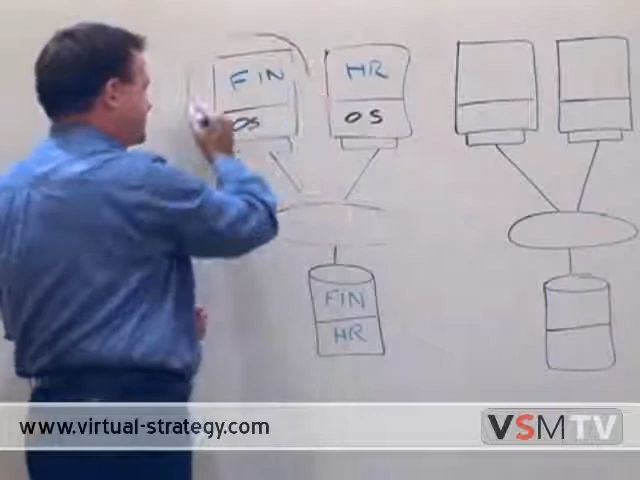 FIN
HR
OS
OS
FIN
HR
www.virtual-strategy.com
VSMTV